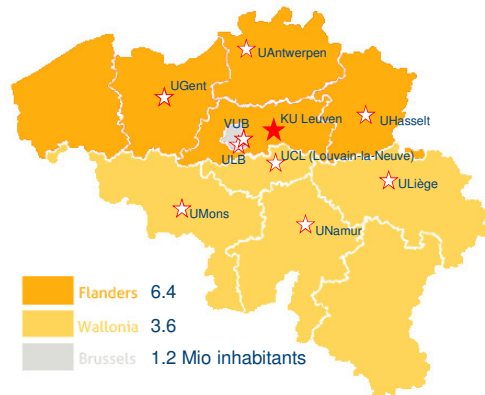 UAntwerpen
UGent
VUB
KU Leuven
UHasselt
ULB
UCL (Louvain-la-Neuve)
ULiège
UMons
UNamur
Flanders 6.4
Wallonia 3.6
Brussels 1.2 Mio inhabitants